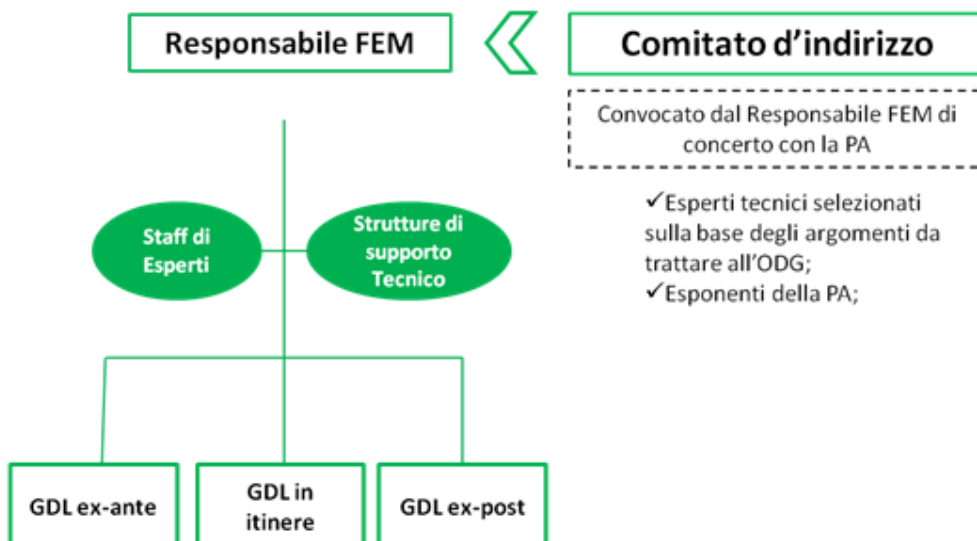 Responsabile FEM
Comitato d'indirizzo
Convocato dal Responsabile FEM di
concerto con la PA
✓Esperti tecnici selezionati
sulla base degli argomenti da
trattare all'ODG;
✓Esponenti della PA;
Staff di
Esperti
Strutture di
supporto
Tecnico
GDL ex-ante
GDL in
itinere
GDL ex-post